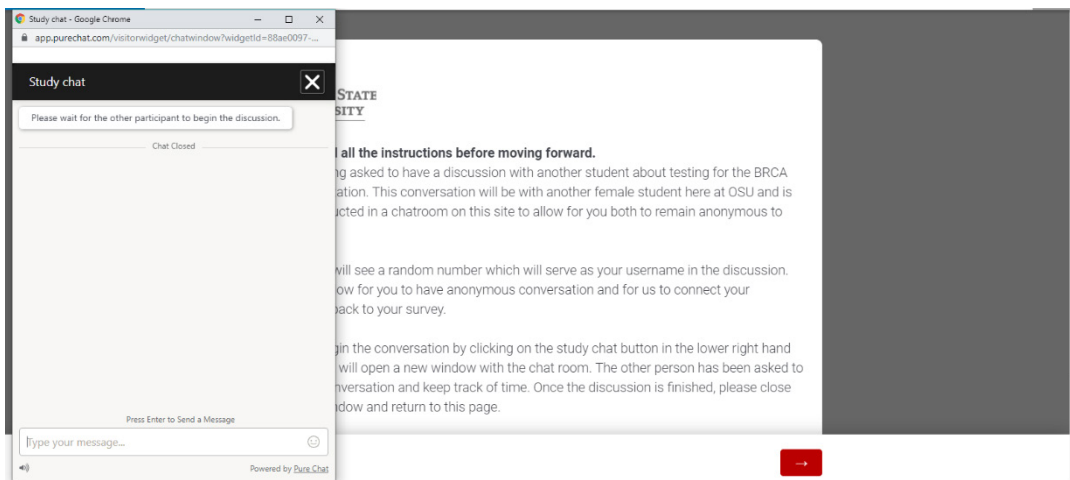 Study chat - Google Chrome
app.purechat.com/visitorwidget/chatwindow?widgetId=88ae0097-...
Study chat
Please wait for the other participant to begin the discussion.
Chat Closed
Press Enter to Send a Message
Type your message...
Powered by Pure Chat
STATE
SITY
all the instructions before moving forward.
ng asked to have a discussion with another student about testing for the BRCA
ation. This conversation will be with another female student here at OSU and is
ucted in a chatroom on this site to allow for you both to remain anonymous to
will see a random number which will serve as your username in the discussion.
ow for you to have anonymous conversation and for us to connect your
back to your survey.
gin the conversation by clicking on the study chat button in the lower right hand
will open a new window with the chat room. The other person has been asked to
nversation and keep track of time. Once the discussion is finished, please close
ndow and return to this page.